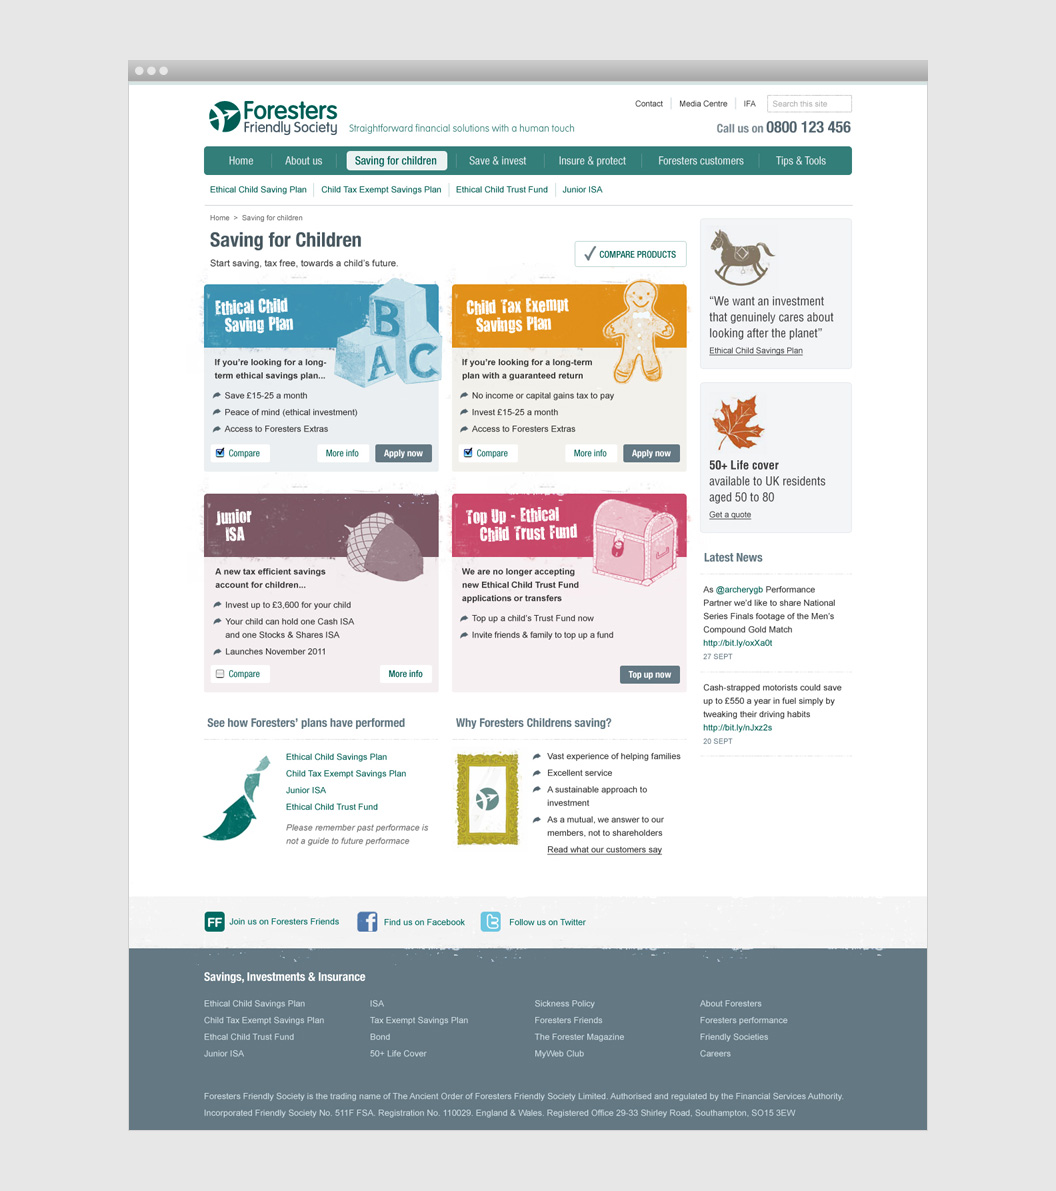 Foresters
Friendly Society
Straightforward financial solutions with a human touch
Contact
Media Centre
IFA
Search this site
Call us on 0800 123 456
Home
About us
Saving for children
Save & invest
Insure & protect
Foresters customers
Tips & Tools
Ethical Child Saving Plan
Child Tax Exempt Savings Plan
Ethical Child Trust Fund
Junior ISA
Home > Saving for children
Saving for Children
Start saving, tax free, towards a child's future.
COMPARE PRODUCTS
Ethical Child
Saving Plan
B
A
C
If you're looking for a long-
term ethical savings plan...
Save £15-25 a month
Peace of mind (ethical investment)
Access to Foresters Extras
Compare
More info
Apply now
Child Tax Exempt
Savings Plan
If you're looking for a long-term
plan with a guaranteed return
No income or capital gains tax to pay
Invest £15-25 a month
Access to Foresters Extras
Compare
More info
Apply now
Junior
ISA
A new tax efficient savings
account for children...
Invest up to £3,600 for your child
Your child can hold one Cash ISA
and one Stocks & Shares ISA
Launches November 2011
Compare
More info
Top Up - Ethical
Child Trust Fund
We are no longer accepting
new Ethical Child Trust Fund
applications or transfers
Top up a child's Trust Fund now
Invite friends & family to top up a fund
Top up now
"We want an investment
that genuinely cares about
looking after the planet"
Ethical Child Savings Plan
50+ Life cover
available to UK residents
aged 50 to 80
Get a quote
Latest News
As @archerygb Performance
Partner we'd like to share National
Series Finals footage of the Men's
Compound Gold Match
http://bit.ly/oxXa0t
27 SEPT
Cash-strapped motorists could save
up to £550 a year in fuel simply by
tweaking their driving habits
http://bit.ly/nJxz2s
20 SEPT
See how Foresters' plans have performed
Ethical Child Savings Plan
Child Tax Exempt Savings Plan
Junior ISA
Ethical Child Trust Fund
Please remember past performace is
not a guide to future performace
Why Foresters Childrens saving?
Vast experience of helping families
Excellent service
A sustainable approach to
investment
As a mutual, we answer to our
members, not to shareholders
Read what our customers say
FF
Join us on Foresters Friends
f
Find us on Facebook
t
Follow us on Twitter
Savings, Investments & Insurance
Ethical Child Savings Plan
Child Tax Exempt Savings Plan
Ethcal Child Trust Fund
Junior ISA
ISA
Tax Exempt Savings Plan
Bond
50+ Life Cover
Sickness Policy
Foresters Friends
The Forester Magazine
MyWeb Club
About Foresters
Foresters performance
Friendly Societies
Careers
Foresters Friendly Society is the trading name of The Ancient Order of Foresters Friendly Society Limited. Authorised and regulated by the Financial Services Authority.
Incorporated Friendly Society No. 511F FSA. Registration No. 110029. England & Wales. Registered Office 29-33 Shirley Road, Southampton, SO15 3EW